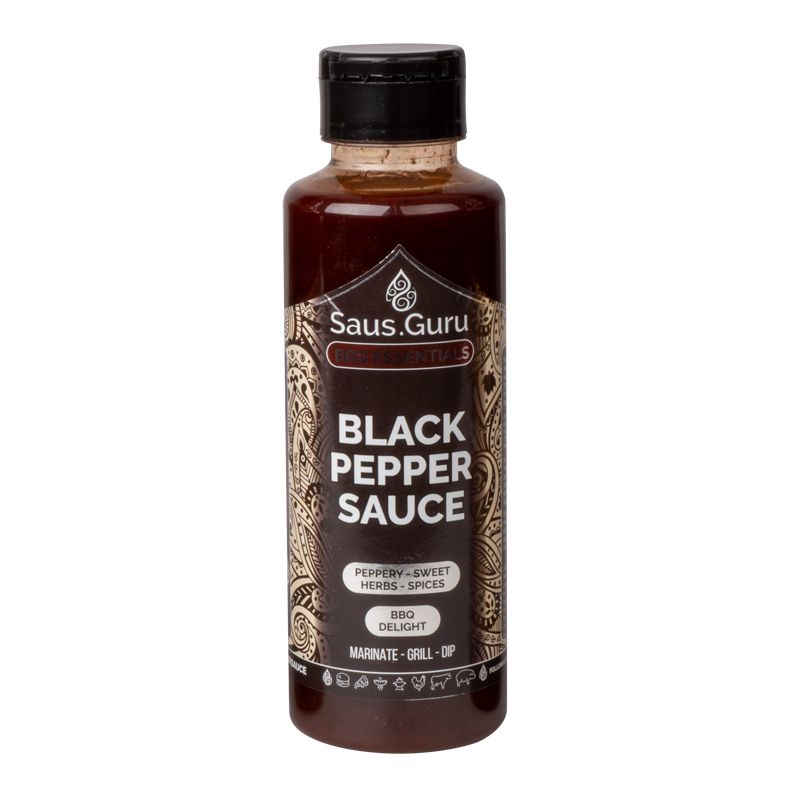 Saus.Guru
BBQ ESSENTIALS
BLACK
PEPPER
SAUCE
PEPPERY - SWEET
HERBS - SPICES
BBQ
DELIGHT
MARINATE - GRILL - DIP